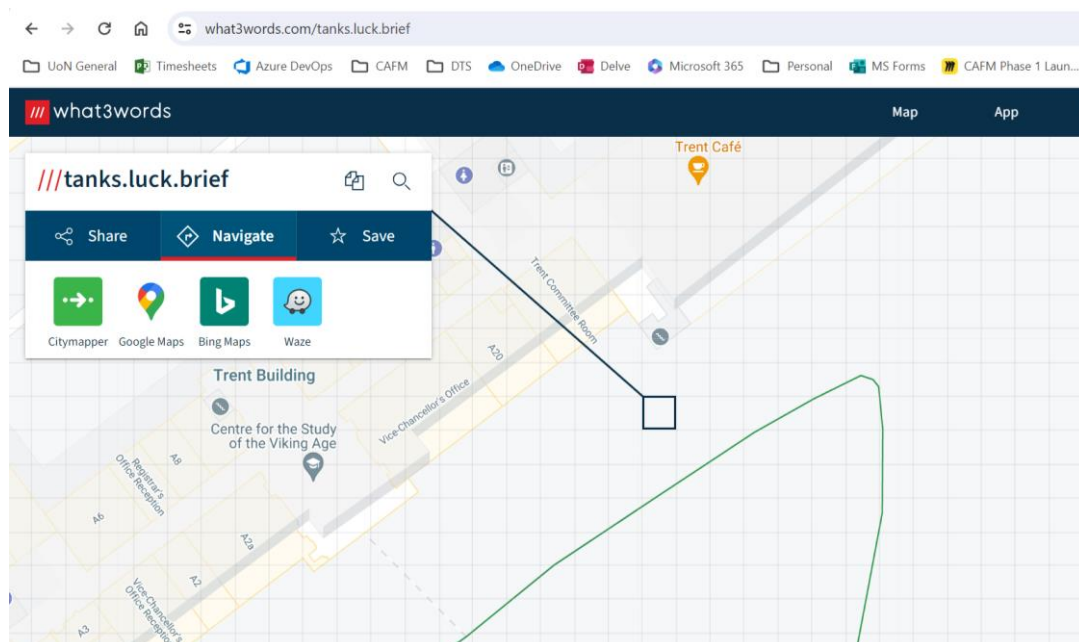 what3words.com/tanks.luck.brief
UoN General Timesheets Azure DevOps CAFM DTS OneDrive Delve Microsoft 365 Personal MS Forms CAFM Phase 1 Laun...
/// what3words Map App
///tanks.luck.brief
Share Navigate Save
Citymapper Google Maps Bing Maps Waze
Trent Café
Trent Committee Room
A20
Vice-Chancellor's Office
Trent Building
Centre for the Study
of the Viking Age
A8
Registrar's
Office Reception
A6
A2a
A2
Vice-Chancellor's
Office Reception
A3